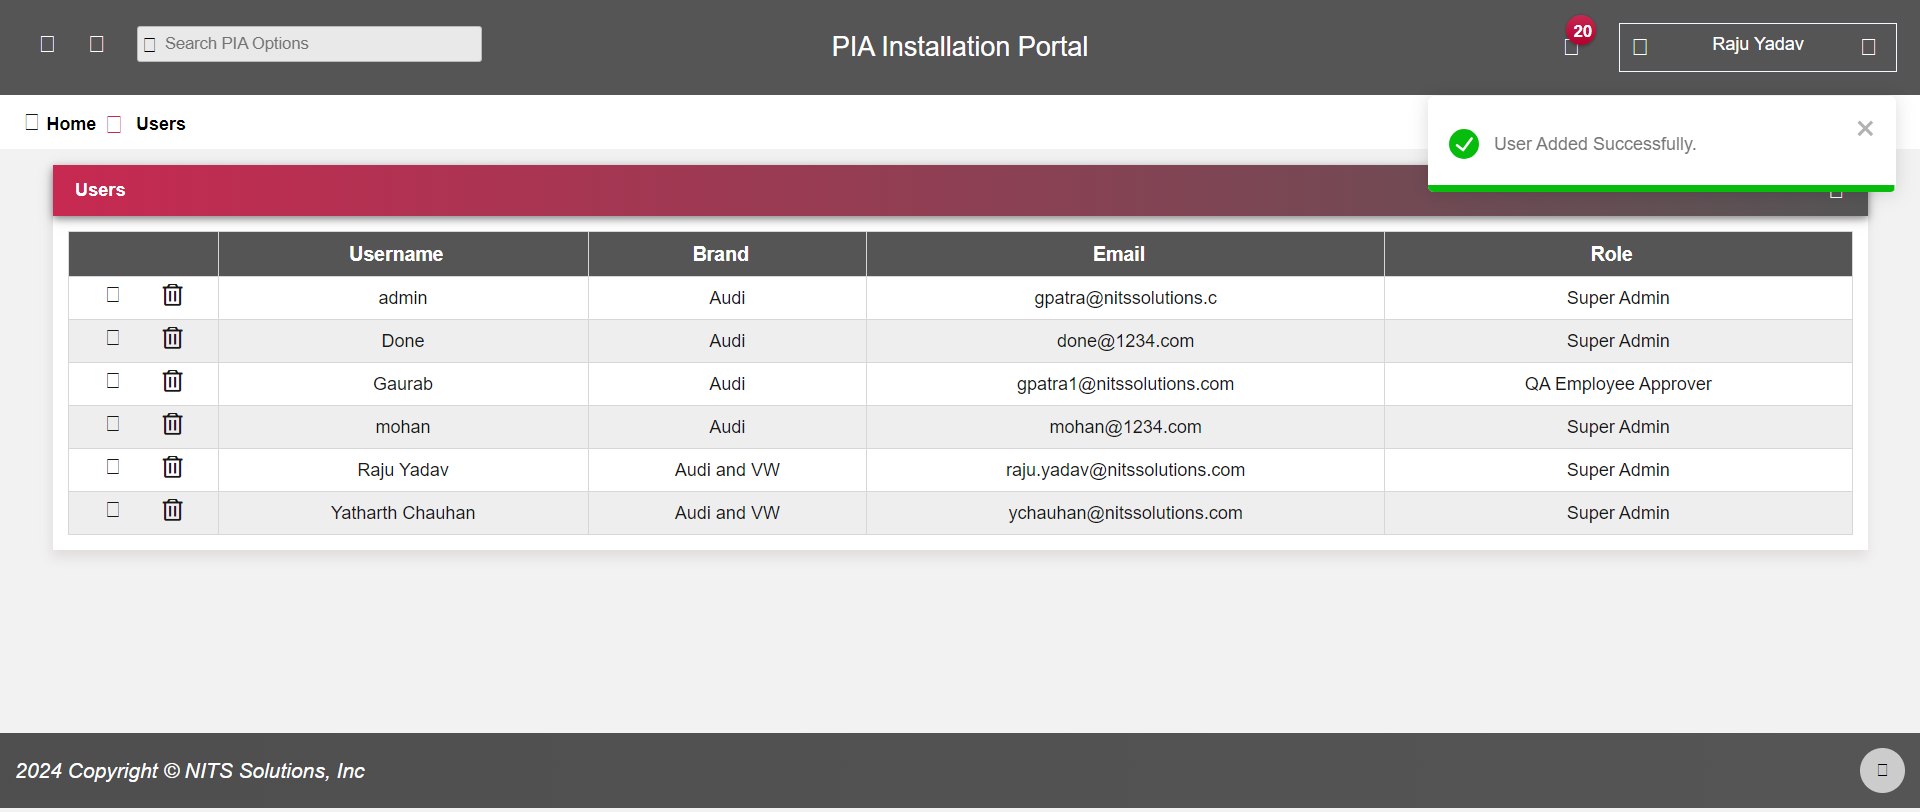 Search PIA Options
PIA Installation Portal
20
Raju Yadav
Home Users
User Added Successfully.
Users
Username Brand Email Role
admin Audi gpatra@nitssolutions.c Super Admin
Done Audi done@1234.com Super Admin
Gaurab Audi gpatra1@nitssolutions.com QA Employee Approver
mohan Audi mohan@1234.com Super Admin
Raju Yadav Audi and VW raju.yadav@nitssolutions.com Super Admin
Yatharth Chauhan Audi and VW ychauhan@nitssolutions.com Super Admin
2024 Copyright © NITS Solutions, Inc